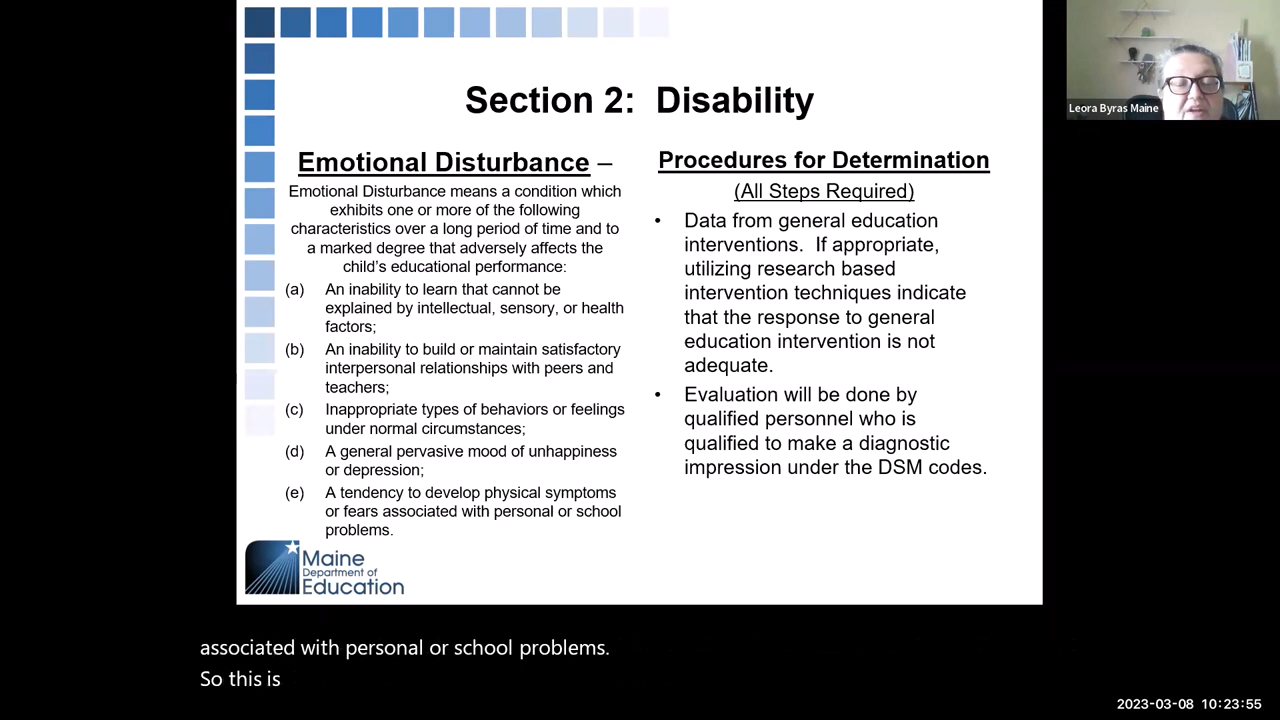 Section 2:  Disability
Emotional Disturbance –
Emotional Disturbance means a condition which
exhibits one or more of the following
characteristics over a long period of time and to
a marked degree that adversely affects the
child's educational performance:
(a) An inability to learn that cannot be
explained by intellectual, sensory, or health
factors;
(b) An inability to build or maintain satisfactory
interpersonal relationships with peers and
teachers;
(c) Inappropriate types of behaviors or feelings
under normal circumstances;
(d) A general pervasive mood of unhappiness
or depression;
(e) A tendency to develop physical symptoms
or fears associated with personal or school
problems.
Procedures for Determination
(All Steps Required)
• Data from general education
interventions.  If appropriate,
utilizing research based
intervention techniques indicate
that the response to general
education intervention is not
adequate.
• Evaluation will be done by
qualified personnel who is
qualified to make a diagnostic
impression under the DSM codes.
Maine
Department of
Education
Leora Byras Maine
associated with personal or school problems.
So this is
2023-03-08 10:23:55